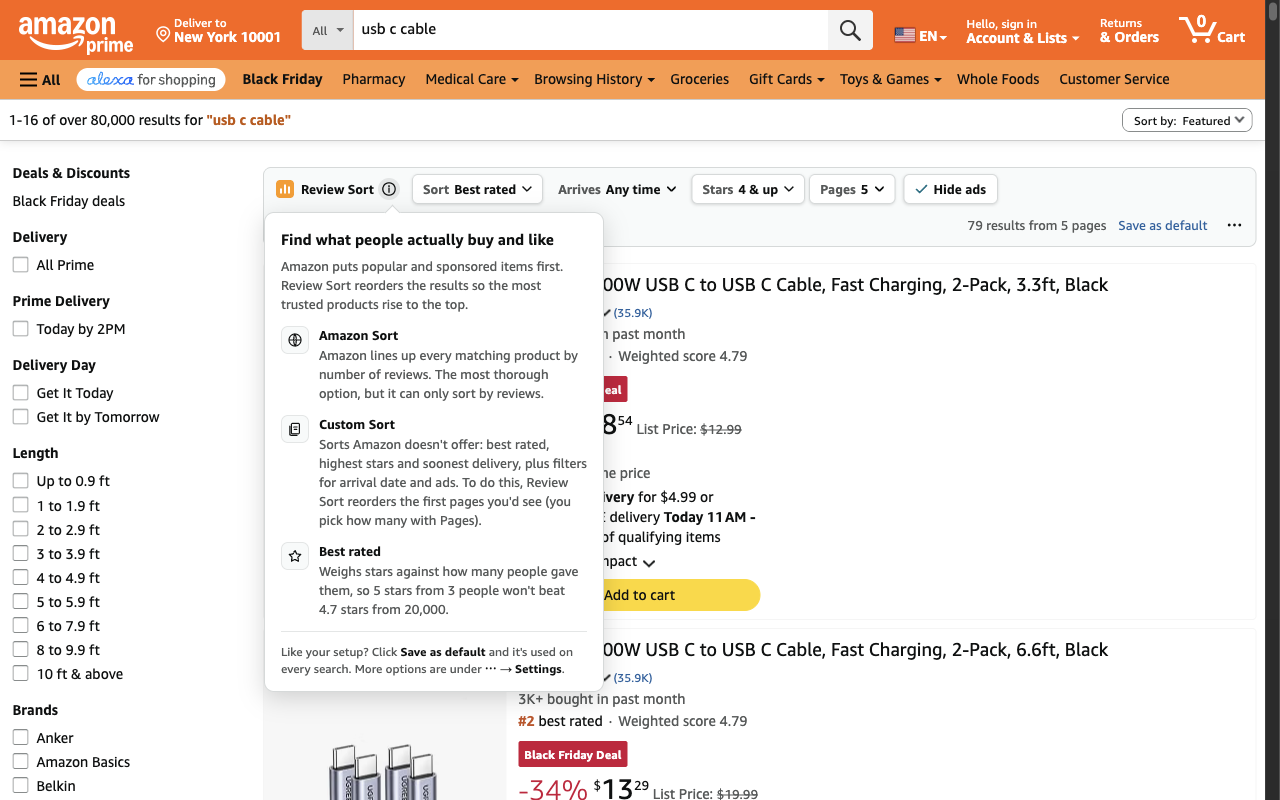 amazon prime
Deliver to
New York 10001
All
usb c cable
EN
Hello, sign in
Account & Lists
Returns
& Orders
0
Cart
All
alexa for shopping
Black Friday
Pharmacy
Medical Care
Browsing History
Groceries
Gift Cards
Toys & Games
Whole Foods
Customer Service
1-16 of over 80,000 results for "usb c cable"
Sort by: Featured
Deals & Discounts
Black Friday deals
Delivery
All Prime
Prime Delivery
Today by 2PM
Delivery Day
Get It Today
Get It by Tomorrow
Length
Up to 0.9 ft
1 to 1.9 ft
2 to 2.9 ft
3 to 3.9 ft
4 to 4.9 ft
5 to 5.9 ft
6 to 7.9 ft
8 to 9.9 ft
10 ft & above
Brands
Anker
Amazon Basics
Belkin
Review Sort
Sort Best rated
Arrives Any time
Stars 4 & up
Pages 5
Hide ads
79 results from 5 pages
Save as default
Find what people actually buy and like
Amazon puts popular and sponsored items first.
Review Sort reorders the results so the most
trusted products rise to the top.
Amazon Sort
Amazon lines up every matching product by
number of reviews. The most thorough
option, but it can only sort by reviews.
Custom Sort
Sorts Amazon doesn't offer: best rated,
highest stars and soonest delivery, plus filters
for arrival date and ads. To do this, Review
Sort reorders the first pages you'd see (you
pick how many with Pages).
Best rated
Weighs stars against how many people gave
them, so 5 stars from 3 people won't beat
4.7 stars from 20,000.
Like your setup? Click Save as default and it's used on
every search. More options are under ··· → Settings.
00W USB C to USB C Cable, Fast Charging, 2-Pack, 3.3ft, Black
(35.9K)
n past month
· Weighted score 4.79
eal
8 54 List Price: $12.99
ne price
ivery for $4.99 or
E delivery Today 11 AM -
of qualifying items
mpact
Add to cart
00W USB C to USB C Cable, Fast Charging, 2-Pack, 6.6ft, Black
(35.9K)
3K+ bought in past month
#2 best rated · Weighted score 4.79
Black Friday Deal
-34% $13 29 List Price: $19.99